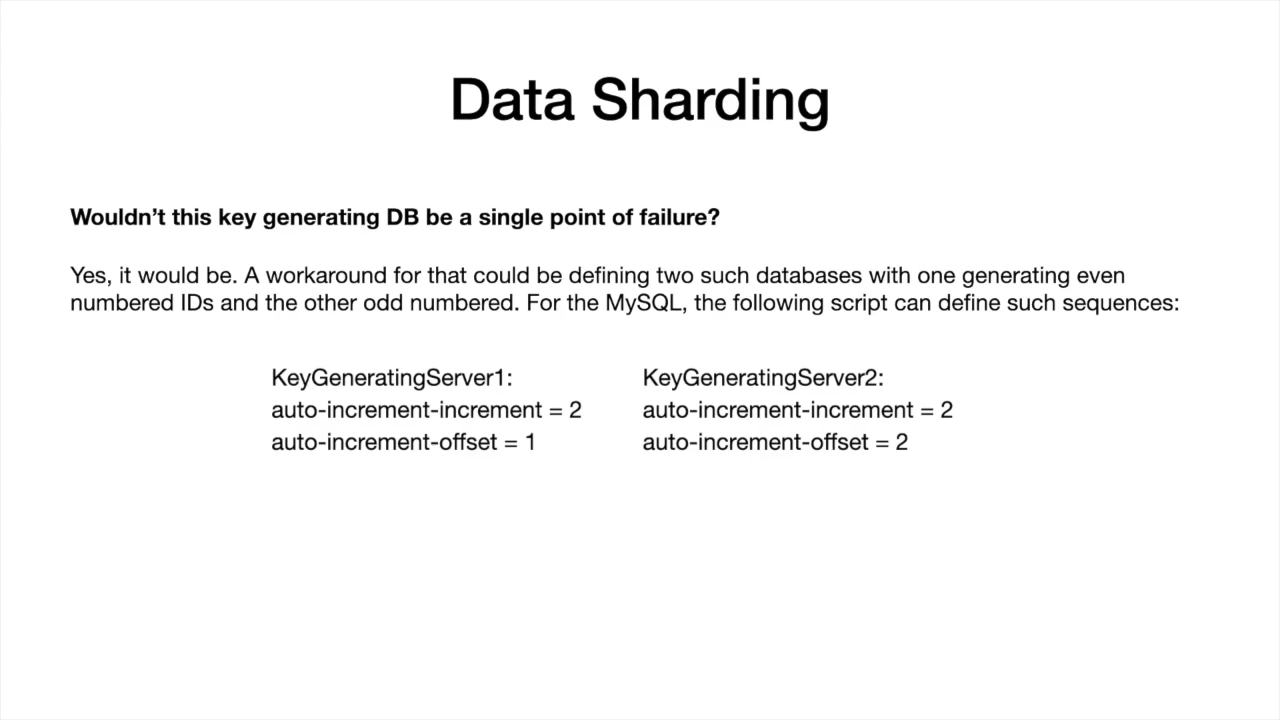 Data Sharding
Wouldn’t this key generating DB be a single point of failure?
Yes, it would be. A workaround for that could be defining two such databases with one generating even
numbered IDs and the other odd numbered. For the MySQL, the following script can define such sequences:
KeyGeneratingServer1:
auto-increment-increment = 2
auto-increment-offset = 1
KeyGeneratingServer2:
auto-increment-increment = 2
auto-increment-offset = 2